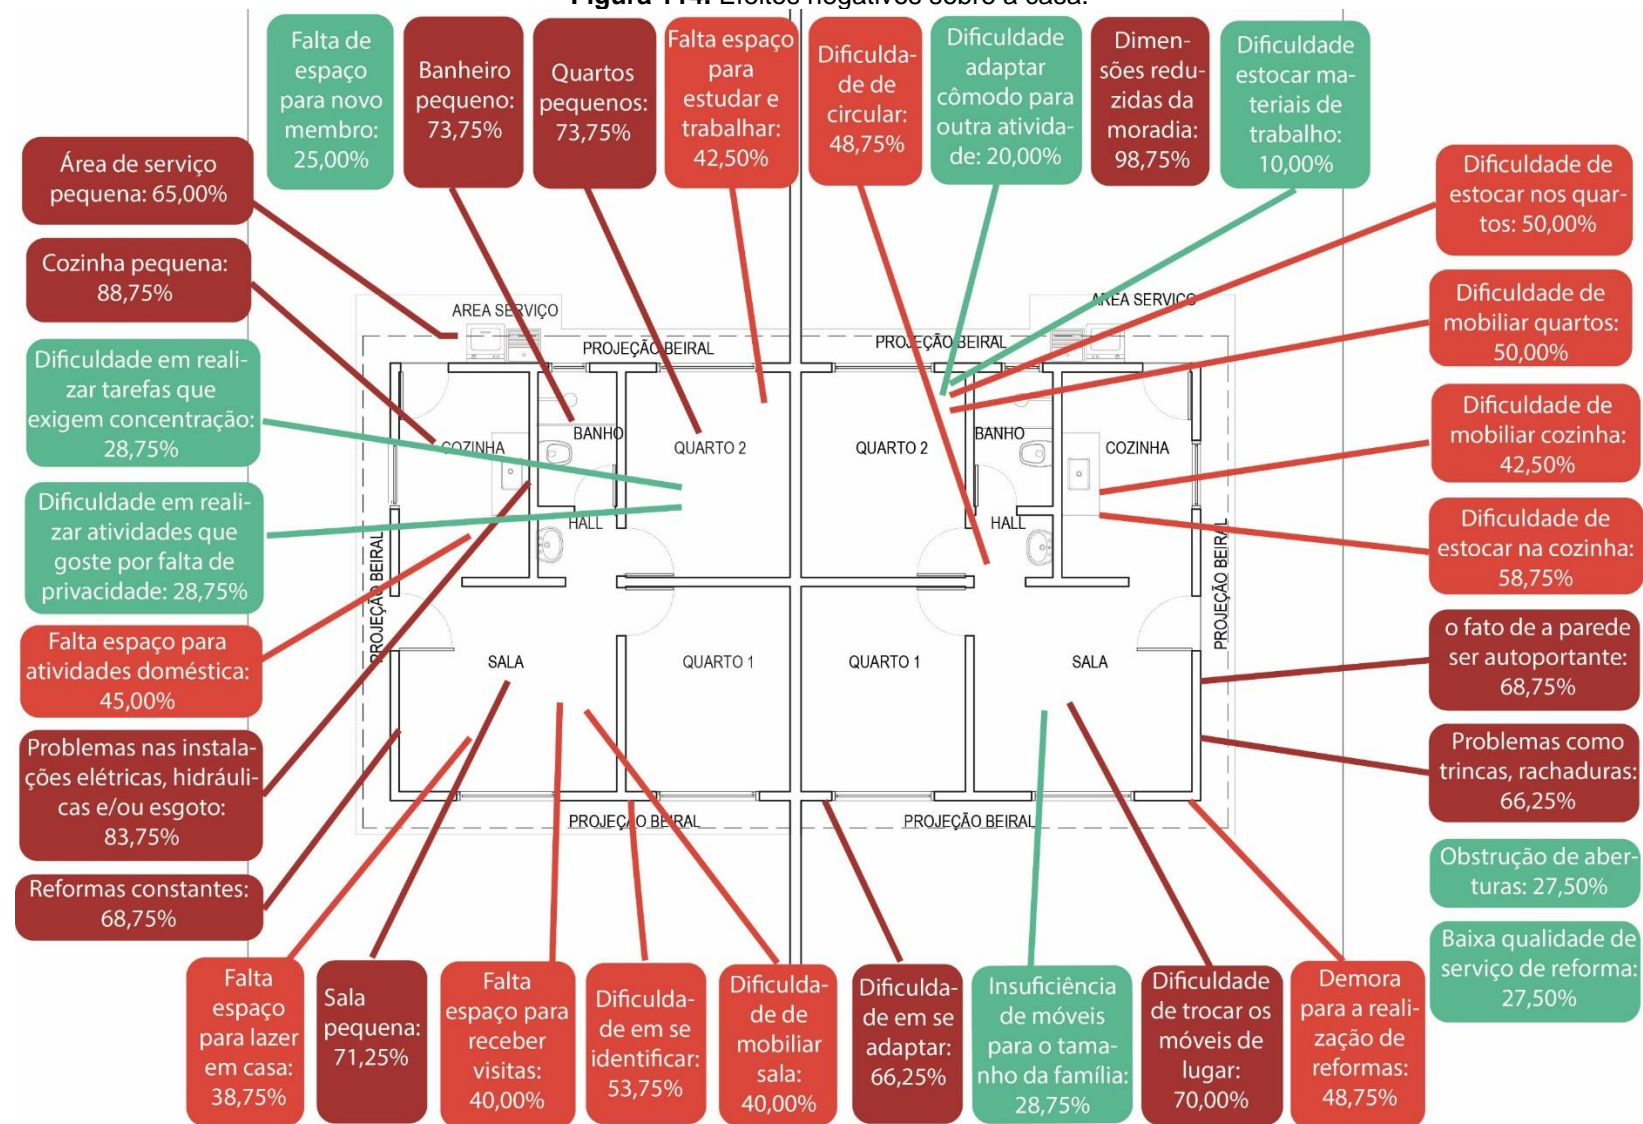 Figura 114. Efeitos negativos sobre a casa.
Falta de
espaço
para novo
membro:
25,00%
Banheiro
pequeno:
73,75%
Quartos
pequenos:
73,75%
Falta espaço
para
estudar e
trabalhar:
42,50%
Dificulda-
de de
circular:
48,75%
Dificuldade
adaptar
cômodo para
outra ativida-
de: 20,00%
Dimen-
sões redu-
zidas da
moradia:
98,75%
Dificuldade
estocar ma-
teriais de
trabalho:
10,00%
Área de serviço
pequena: 65,00%
Cozinha pequena:
88,75%
Dificuldade em reali-
zar tarefas que
exigem concentração:
28,75%
Dificuldade em reali-
zar atividades que
goste por falta de
privacidade: 28,75%
Falta espaço para
atividades doméstica:
45,00%
Problemas nas instala-
ções elétricas, hidráuli-
cas e/ou esgoto:
83,75%
Reformas constantes:
68,75%
AREA SERVIÇO
PROJEÇÃO BEIRAL
COZINHA
BANHO
QUARTO 2
HALL
PROJEÇÃO BEIRAL
SALA
QUARTO 1
PROJEÇÃO BEIRAL
AREA SERVIÇO
PROJEÇÃO BEIRAL
QUARTO 2
BANHO
COZINHA
HALL
PROJEÇÃO BEIRAL
QUARTO 1
SALA
PROJEÇÃO BEIRAL
Dificuldade de
estocar nos quar-
tos: 50,00%
Dificuldade de
mobiliar quartos:
50,00%
Dificuldade de
mobiliar cozinha:
42,50%
Dificuldade de
estocar na cozinha:
58,75%
o fato de a parede
ser autoportante:
68,75%
Problemas como
trincas, rachaduras:
66,25%
Obstrução de aber-
turas: 27,50%
Baixa qualidade de
serviço de reforma:
27,50%
Falta
espaço
para lazer
em casa:
38,75%
Sala
pequena:
71,25%
Falta
espaço para
receber
visitas:
40,00%
Dificulda-
de em se
identificar:
53,75%
Dificulda-
de de
mobiliar
sala:
40,00%
Dificulda-
de em se
adaptar:
66,25%
Insuficiência
de móveis
para o tama-
nho da família:
28,75%
Dificuldade
de trocar os
móveis de
lugar:
70,00%
Demora
para a reali-
zação de
reformas:
48,75%